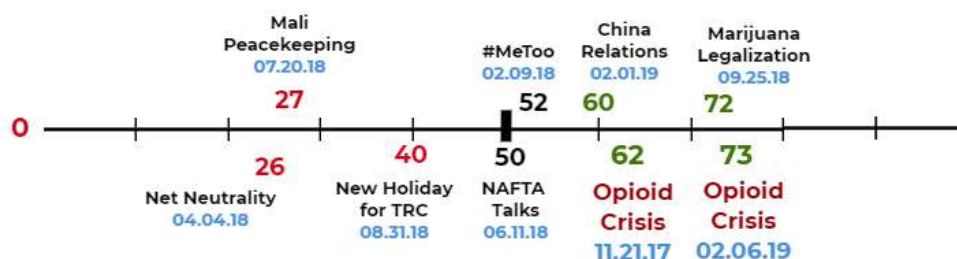 Mali
Peacekeeping
07.20.18
27
#MeToo
02.09.18
52
China
Relations
02.01.19
60
Marijuana
Legalization
09.25.18
72
0
26
Net Neutrality
04.04.18
40
New Holiday
for TRC
08.31.18
50
NAFTA
Talks
06.11.18
62
Opioid
Crisis
11.21.17
73
Opioid
Crisis
02.06.19